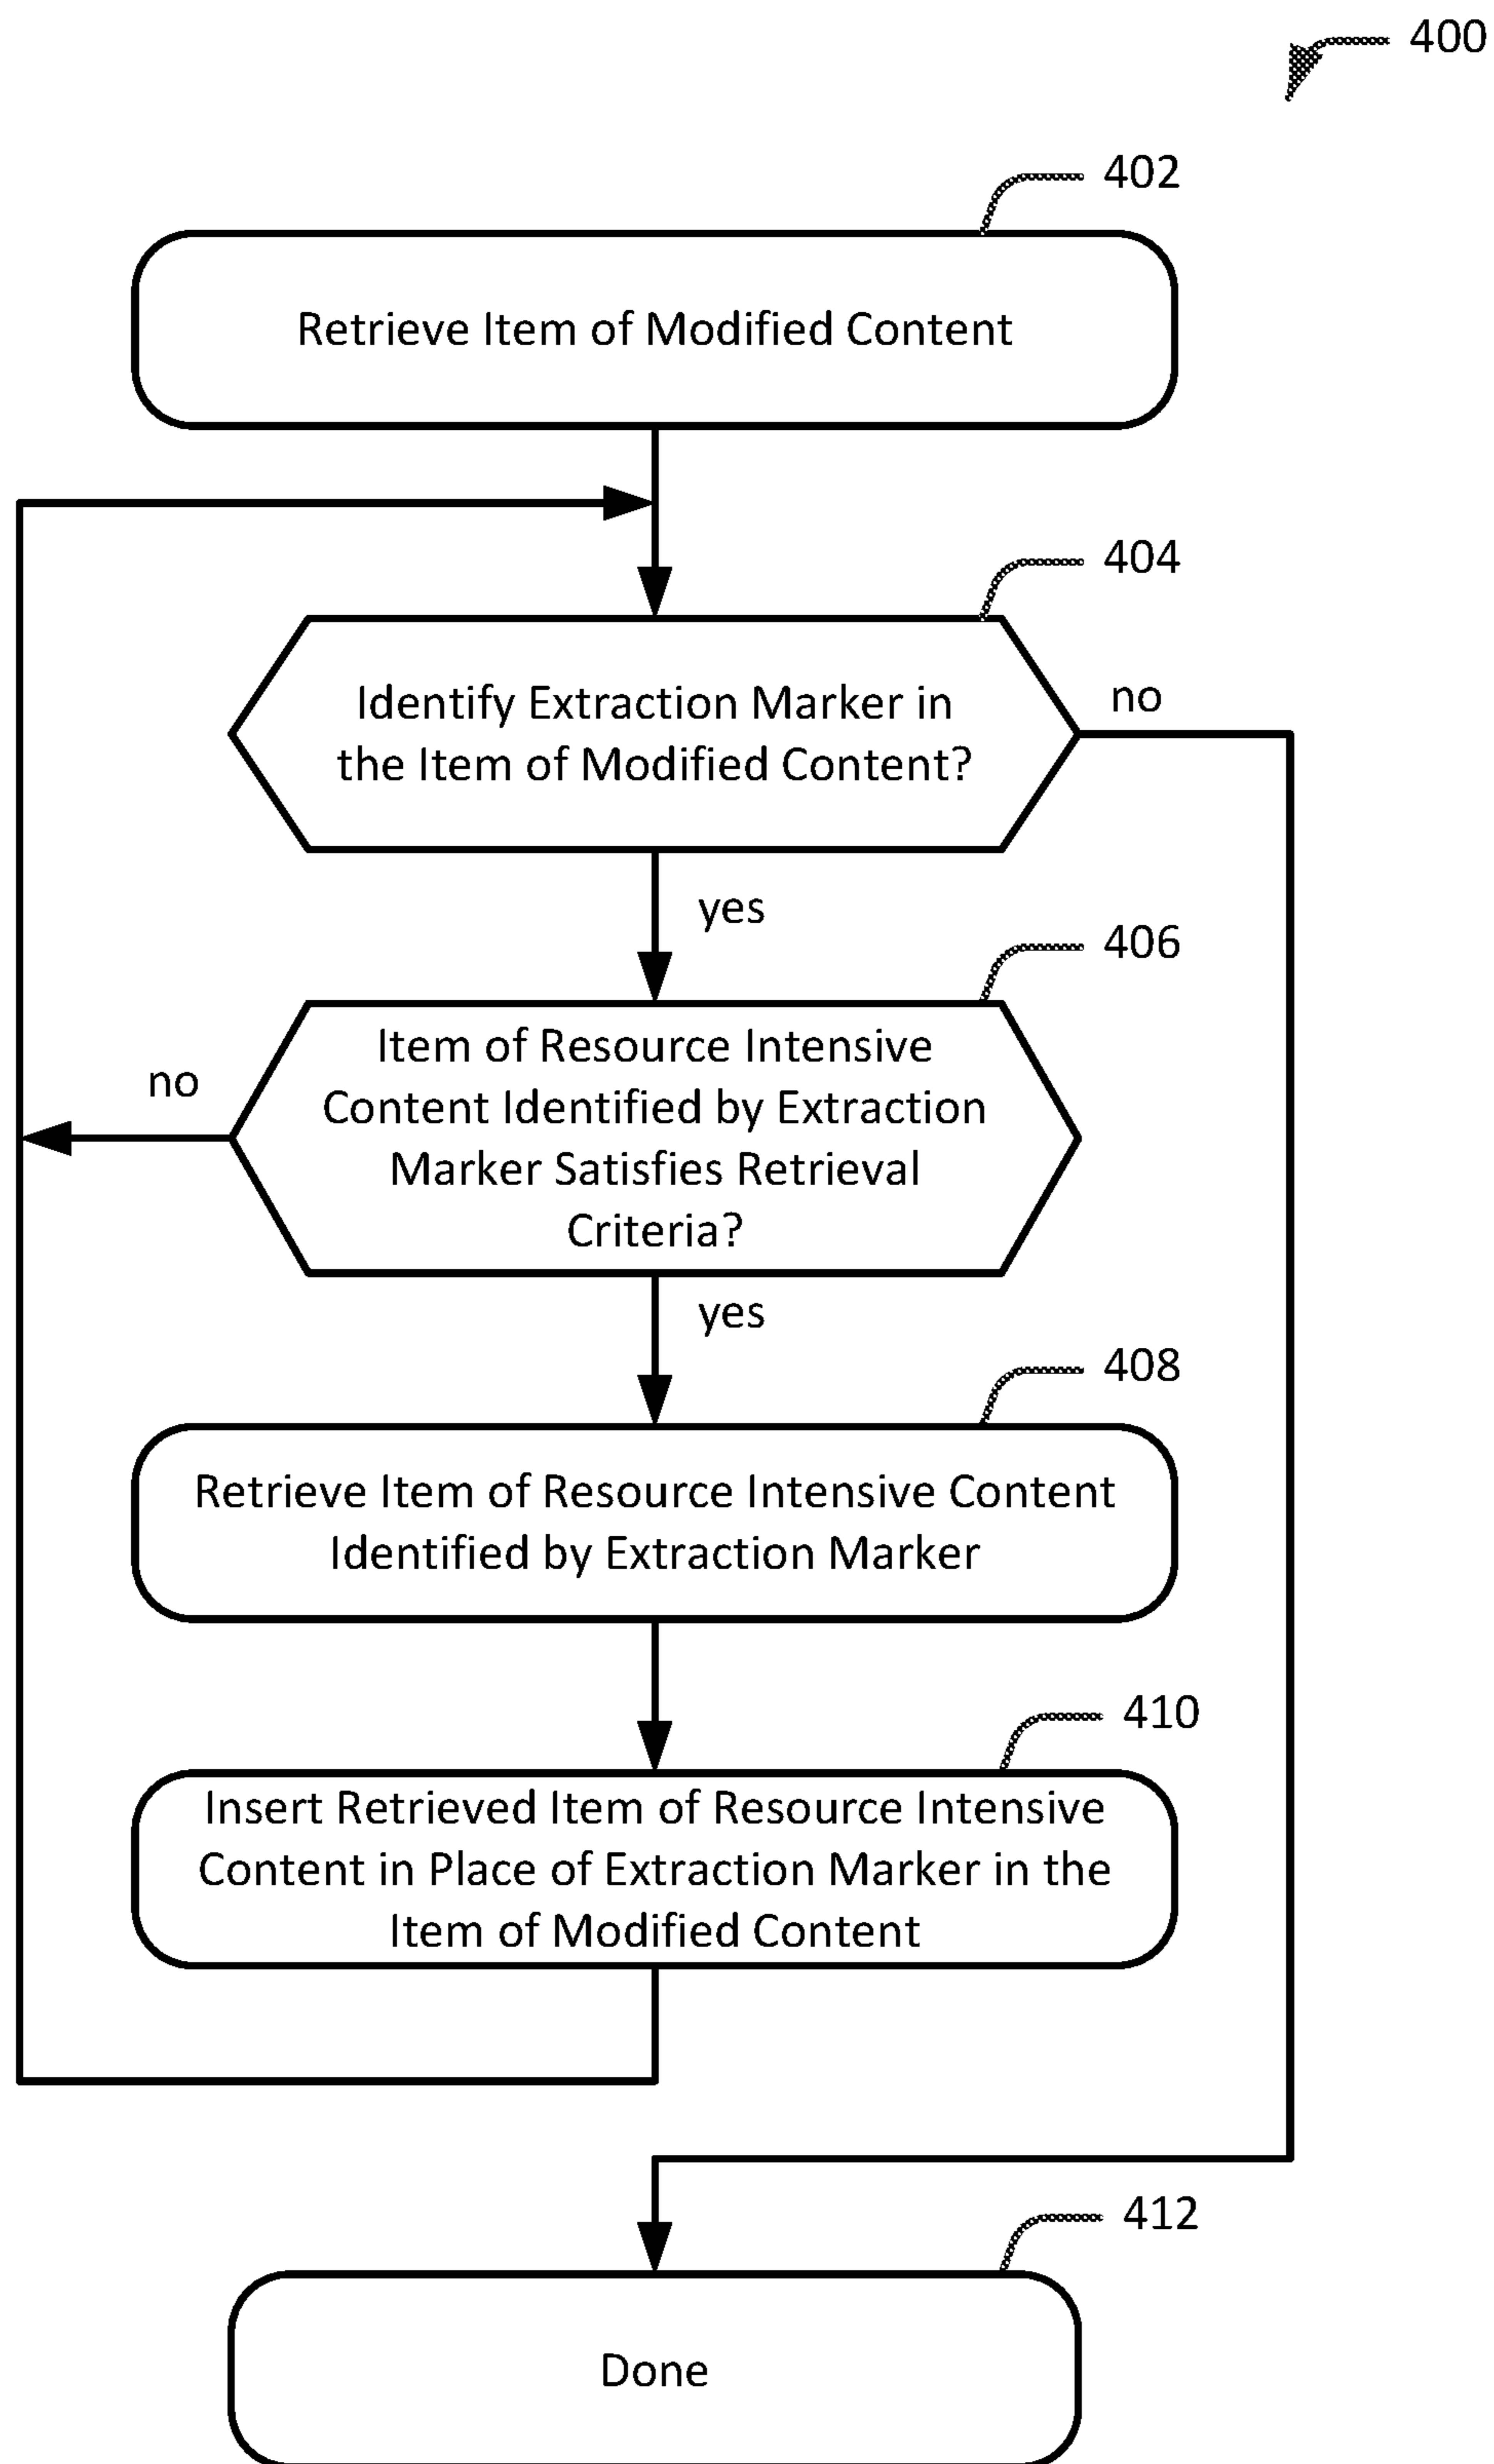 400
402
Retrieve Item of Modified Content
404
Identify Extraction Marker in
the Item of Modified Content?
no
yes
406
Item of Resource Intensive
Content Identified by Extraction
Marker Satisfies Retrieval
Criteria?
no
yes
408
Retrieve Item of Resource Intensive Content
Identified by Extraction Marker
410
Insert Retrieved Item of Resource Intensive
Content in Place of Extraction Marker in the
Item of Modified Content
412
Done